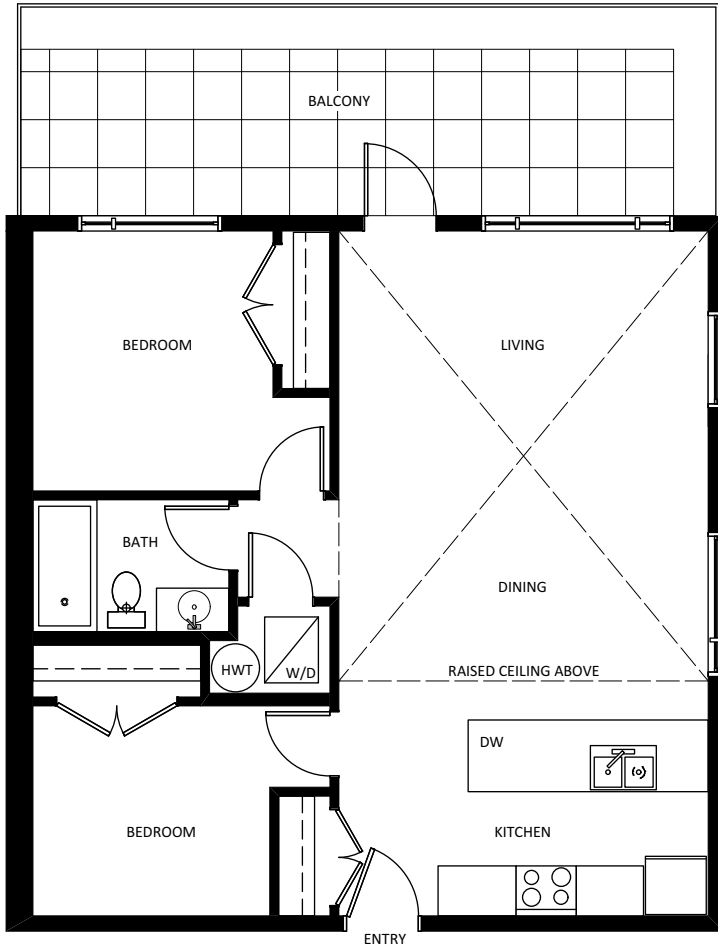 BALCONY
BEDROOM
LIVING
BATH
DINING
HWT
W/D
RAISED CEILING ABOVE
DW
BEDROOM
KITCHEN
ENTRY